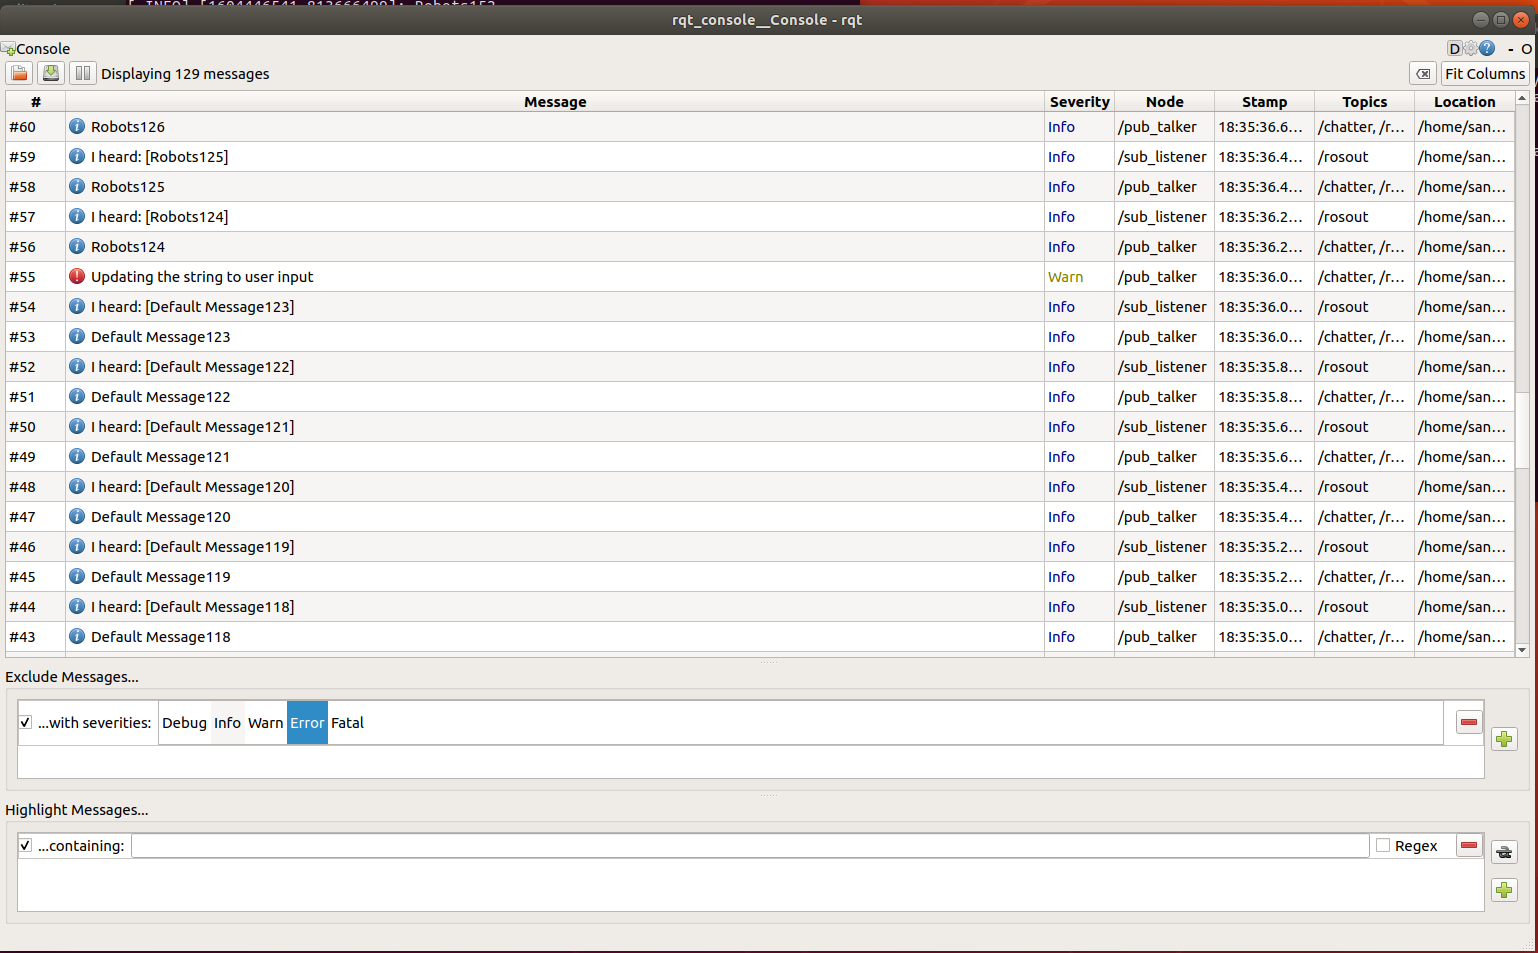 rqt_console__Console - rqt
Console D - O
Displaying 129 messages Fit Columns
# Message Severity Node Stamp Topics Location
#60 Robots126 Info /pub_talker 18:35:36.6... /chatter, /r... /home/san...
#59 I heard: [Robots125] Info /sub_listener 18:35:36.4... /rosout /home/san...
#58 Robots125 Info /pub_talker 18:35:36.4... /chatter, /r... /home/san...
#57 I heard: [Robots124] Info /sub_listener 18:35:36.2... /rosout /home/san...
#56 Robots124 Info /pub_talker 18:35:36.2... /chatter, /r... /home/san...
#55 Updating the string to user input Warn /pub_talker 18:35:36.0... /chatter, /r... /home/san...
#54 I heard: [Default Message123] Info /sub_listener 18:35:36.0... /rosout /home/san...
#53 Default Message123 Info /pub_talker 18:35:36.0... /chatter, /r... /home/san...
#52 I heard: [Default Message122] Info /sub_listener 18:35:35.8... /rosout /home/san...
#51 Default Message122 Info /pub_talker 18:35:35.8... /chatter, /r... /home/san...
#50 I heard: [Default Message121] Info /sub_listener 18:35:35.6... /rosout /home/san...
#49 Default Message121 Info /pub_talker 18:35:35.6... /chatter, /r... /home/san...
#48 I heard: [Default Message120] Info /sub_listener 18:35:35.4... /rosout /home/san...
#47 Default Message120 Info /pub_talker 18:35:35.4... /chatter, /r... /home/san...
#46 I heard: [Default Message119] Info /sub_listener 18:35:35.2... /rosout /home/san...
#45 Default Message119 Info /pub_talker 18:35:35.2... /chatter, /r... /home/san...
#44 I heard: [Default Message118] Info /sub_listener 18:35:35.0... /rosout /home/san...
#43 Default Message118 Info /pub_talker 18:35:35.0... /chatter, /r... /home/san...
Exclude Messages...
...with severities: Debug Info Warn Error Fatal
Highlight Messages...
...containing: Regex